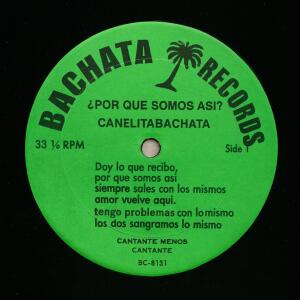 BACHATA RECORDS
¿POR QUE SOMOS ASI?
CANELITABACHATA
33 ⅓ RPM
Side 1
Doy lo que recibo,
por que somos asi
siempre sales con los mismos
amor vuelve aqui.
tengo problemas con lo mismo
los dos sangramos lo mismo
CANTANTE MENOS
CANTANTE
BC-8131